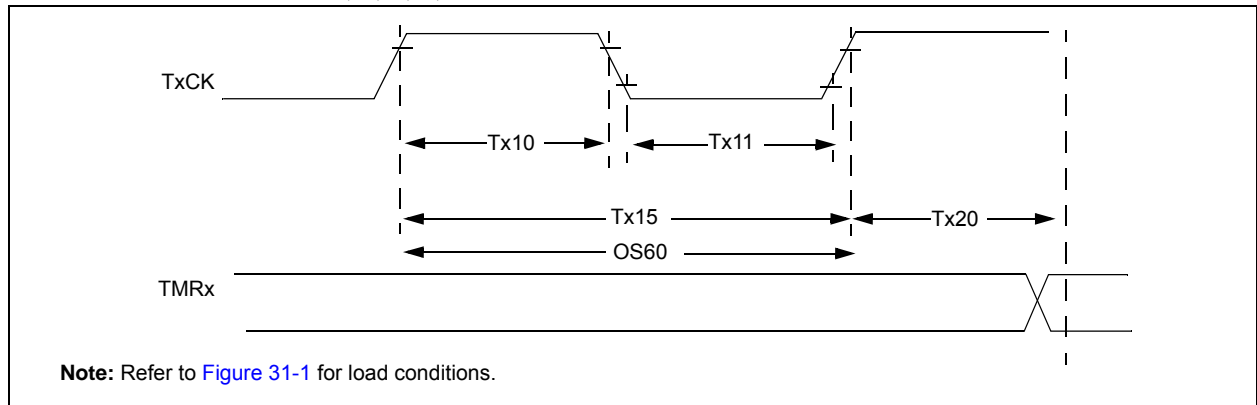 TxCK
Tx10
Tx11
Tx15
Tx20
OS60
TMRx
Note: Refer to Figure 31-1 for load conditions.